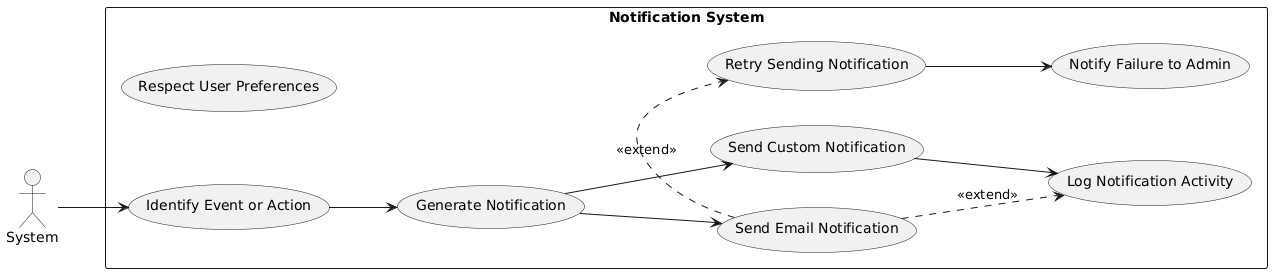 Notification System
Retry Sending Notification
Notify Failure to Admin
Respect User Preferences
«extend»
Send Custom Notification
Log Notification Activity
«extend»
Identify Event or Action
Generate Notification
Send Email Notification
System